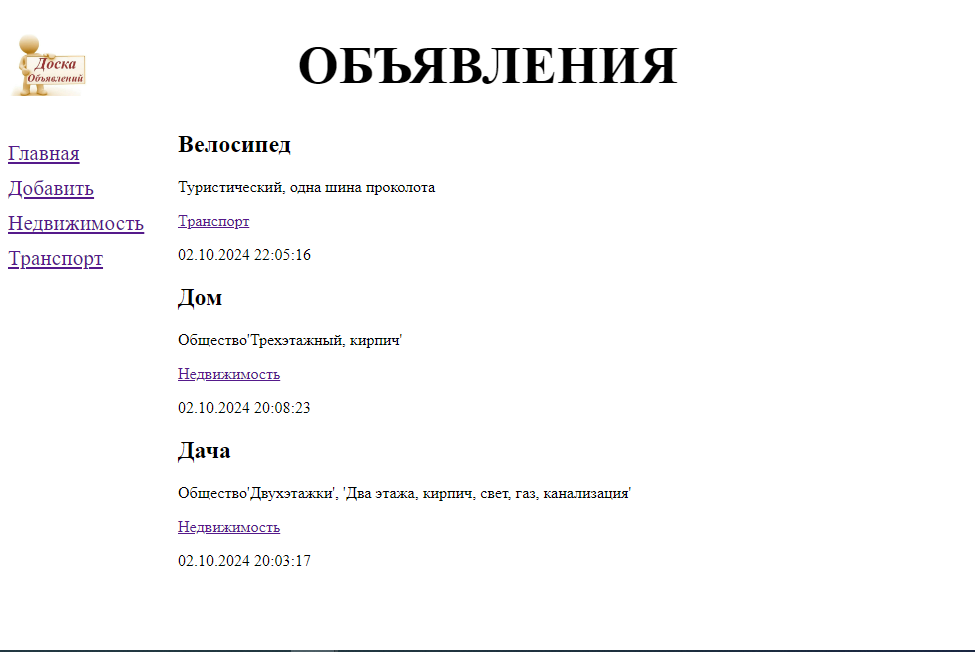 Доска
Объявлений
ОБЪЯВЛЕНИЯ
Главная
Добавить
Недвижимость
Транспорт
Велосипед
Туристический, одна шина проколота
Транспорт
02.10.2024 22:05:16
Дом
Общество'Трехэтажный, кирпич'
Недвижимость
02.10.2024 20:08:23
Дача
Общество'Двухэтажки', 'Два этажа, кирпич, свет, газ, канализация'
Недвижимость
02.10.2024 20:03:17